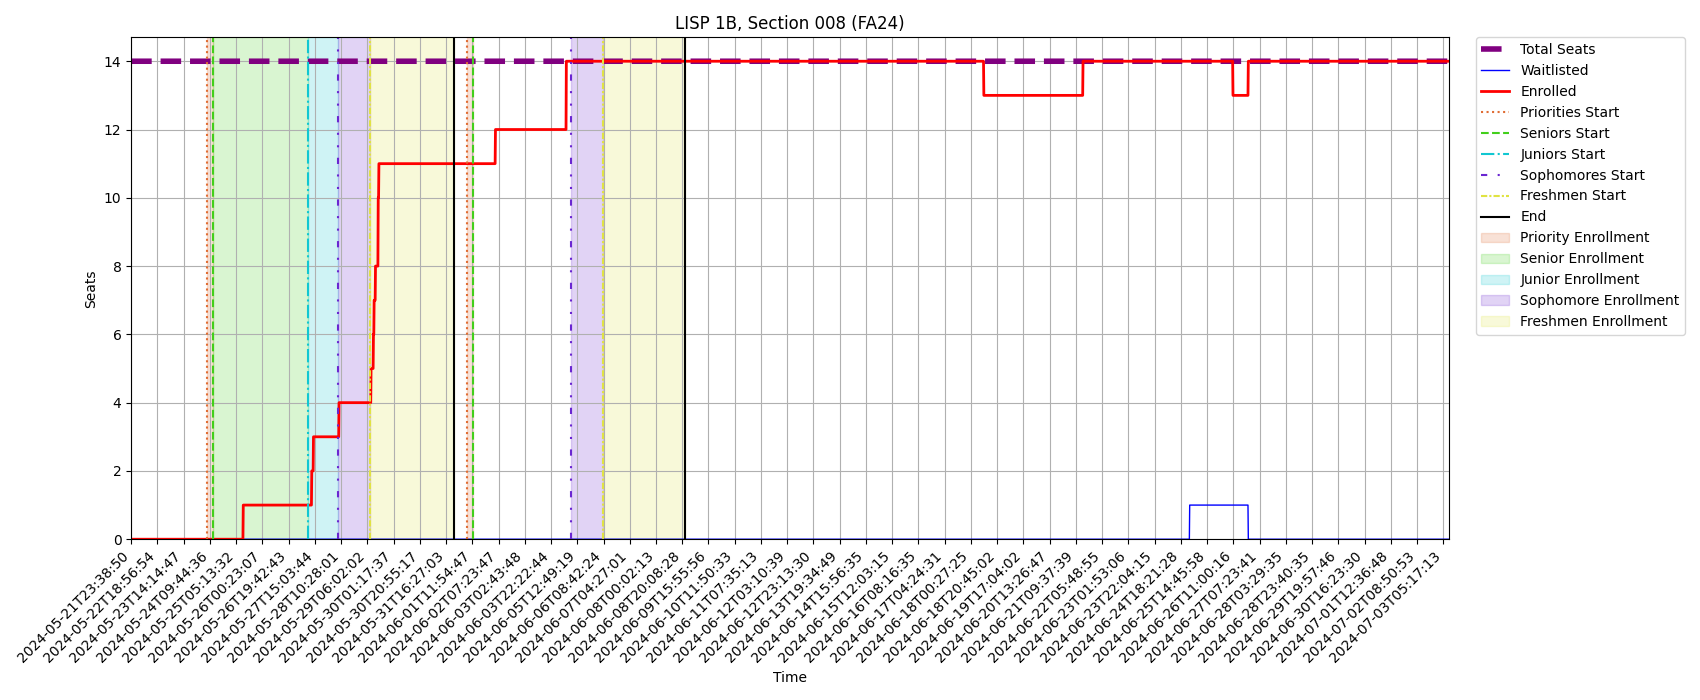 LISP 1B, Section 008 (FA24)
Seats
14
12
10
8
6
4
2
0
2024-05-21T23:38:50
2024-05-22T18:56:54
2024-05-23T14:14:47
2024-05-24T09:44:36
2024-05-25T05:13:32
2024-05-26T00:23:07
2024-05-26T19:42:43
2024-05-27T15:03:44
2024-05-28T10:28:01
2024-05-29T06:02:02
2024-05-30T01:17:37
2024-05-30T20:55:17
2024-05-31T16:27:03
2024-06-01T11:54:47
2024-06-02T07:23:47
2024-06-03T02:43:48
2024-06-03T22:22:44
2024-06-05T12:49:19
2024-06-06T08:42:24
2024-06-07T04:27:01
2024-06-08T00:02:13
2024-06-08T20:08:28
2024-06-09T15:55:56
2024-06-10T11:50:33
2024-06-11T07:35:13
2024-06-12T03:10:39
2024-06-12T23:13:30
2024-06-13T19:34:49
2024-06-14T15:56:35
2024-06-15T12:03:15
2024-06-16T08:16:35
2024-06-17T04:24:31
2024-06-18T00:27:25
2024-06-18T20:45:02
2024-06-19T17:04:02
2024-06-20T13:26:47
2024-06-21T09:37:39
2024-06-22T05:48:55
2024-06-23T01:53:06
2024-06-23T22:04:15
2024-06-24T18:21:28
2024-06-25T14:45:58
2024-06-26T11:00:16
2024-06-27T07:23:41
2024-06-28T03:29:35
2024-06-28T23:40:35
2024-06-29T19:57:46
2024-06-30T16:23:30
2024-07-01T12:36:48
2024-07-02T08:50:53
2024-07-03T05:17:13
Time
Total Seats
Waitlisted
Enrolled
Priorities Start
Seniors Start
Juniors Start
Sophomores Start
Freshmen Start
End
Priority Enrollment
Senior Enrollment
Junior Enrollment
Sophomore Enrollment
Freshmen Enrollment